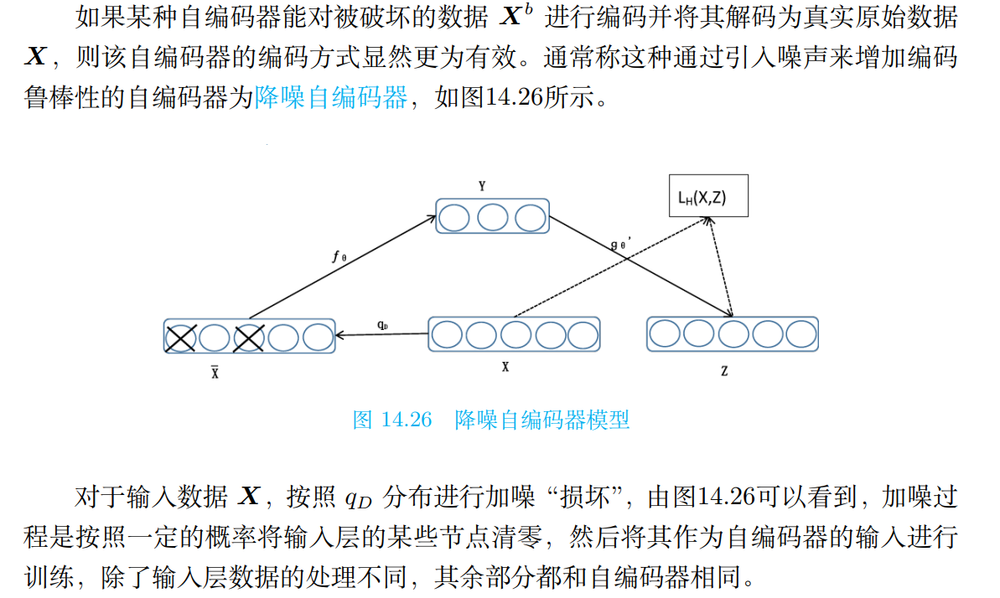 如果某种自编码器能对被破坏的数据 X^b 进行编码并将其解码为真实原始数据
X，则该自编码器的编码方式显然更为有效。通常称这种通过引入噪声来增加编码
鲁棒性的自编码器为降噪自编码器，如图14.26所示。
Y
L_H(X,Z)
f_θ
g_θ'
q_D
X̄
X
Z
图 14.26 降噪自编码器模型
对于输入数据 X，按照 q_D 分布进行加噪“损坏”，由图14.26可以看到，加噪过
程是按照一定的概率将输入层的某些节点清零，然后将其作为自编码器的输入进行
训练，除了输入层数据的处理不同，其余部分都和自编码器相同。